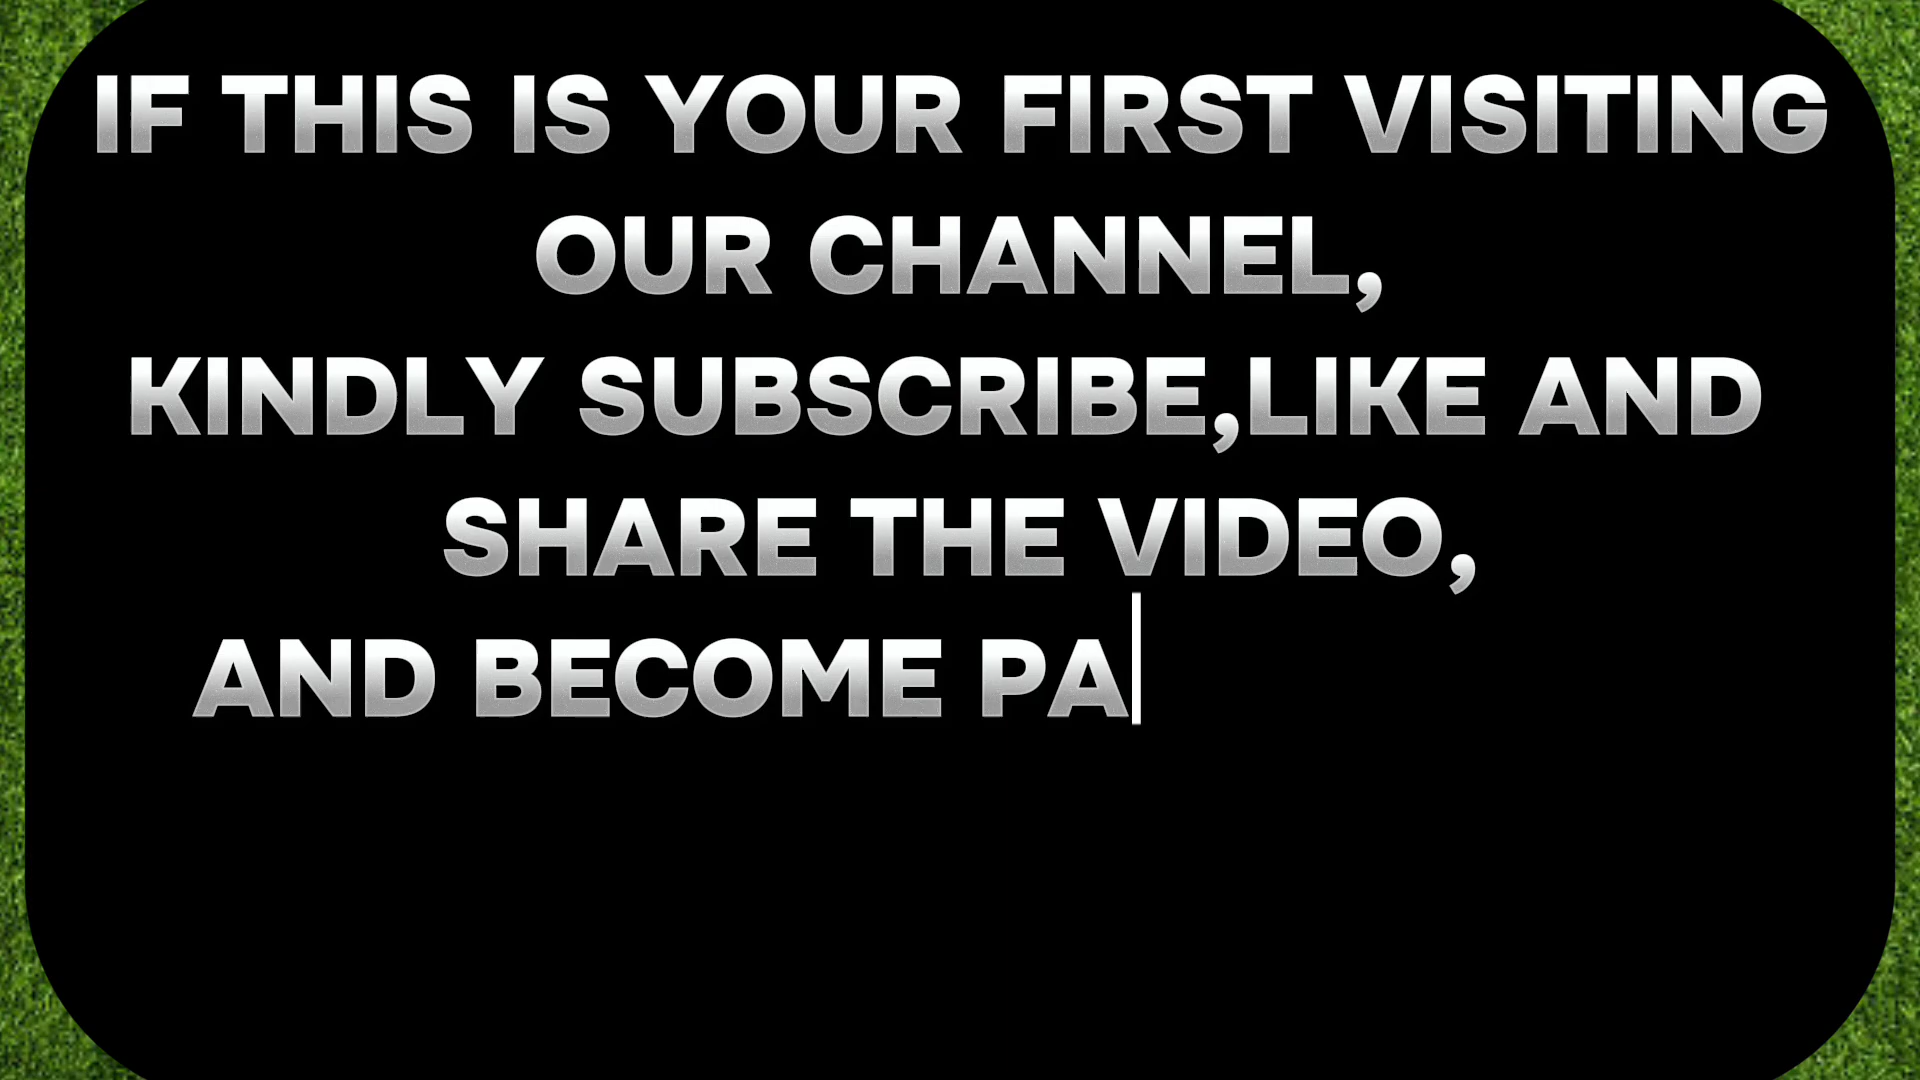 IF THIS IS YOUR FIRST VISITING
OUR CHANNEL,
KINDLY SUBSCRIBE,LIKE AND
SHARE THE VIDEO,
AND BECOME PA